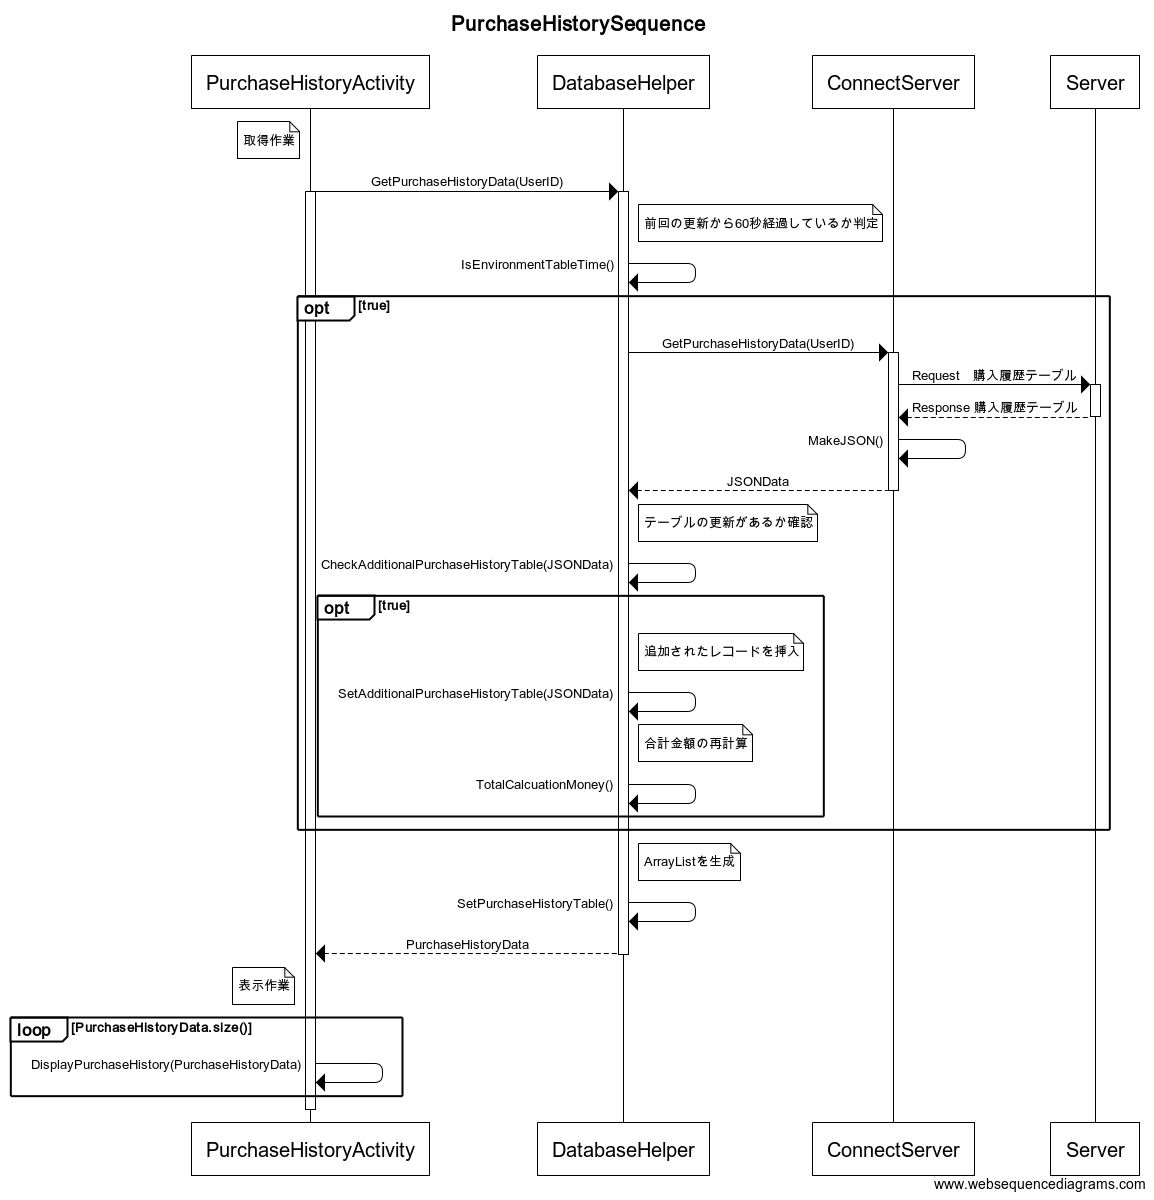 PurchaseHistorySequence
PurchaseHistoryActivity
DatabaseHelper
ConnectServer
Server
取得作業
GetPurchaseHistoryData(UserID)
前回の更新から60秒経過しているか判定
IsEnvironmentTableTime()
opt [true]
GetPurchaseHistoryData(UserID)
Request　購入履歴テーブル
Response 購入履歴テーブル
MakeJSON()
JSONData
テーブルの更新があるか確認
CheckAdditionalPurchaseHistoryTable(JSONData)
opt [true]
追加されたレコードを挿入
SetAdditionalPurchaseHistoryTable(JSONData)
合計金額の再計算
TotalCalcuationMoney()
ArrayListを生成
SetPurchaseHistoryTable()
PurchaseHistoryData
表示作業
loop [PurchaseHistoryData.size()]
DisplayPurchaseHistory(PurchaseHistoryData)
PurchaseHistoryActivity
DatabaseHelper
ConnectServer
Server
www.websequencediagrams.com